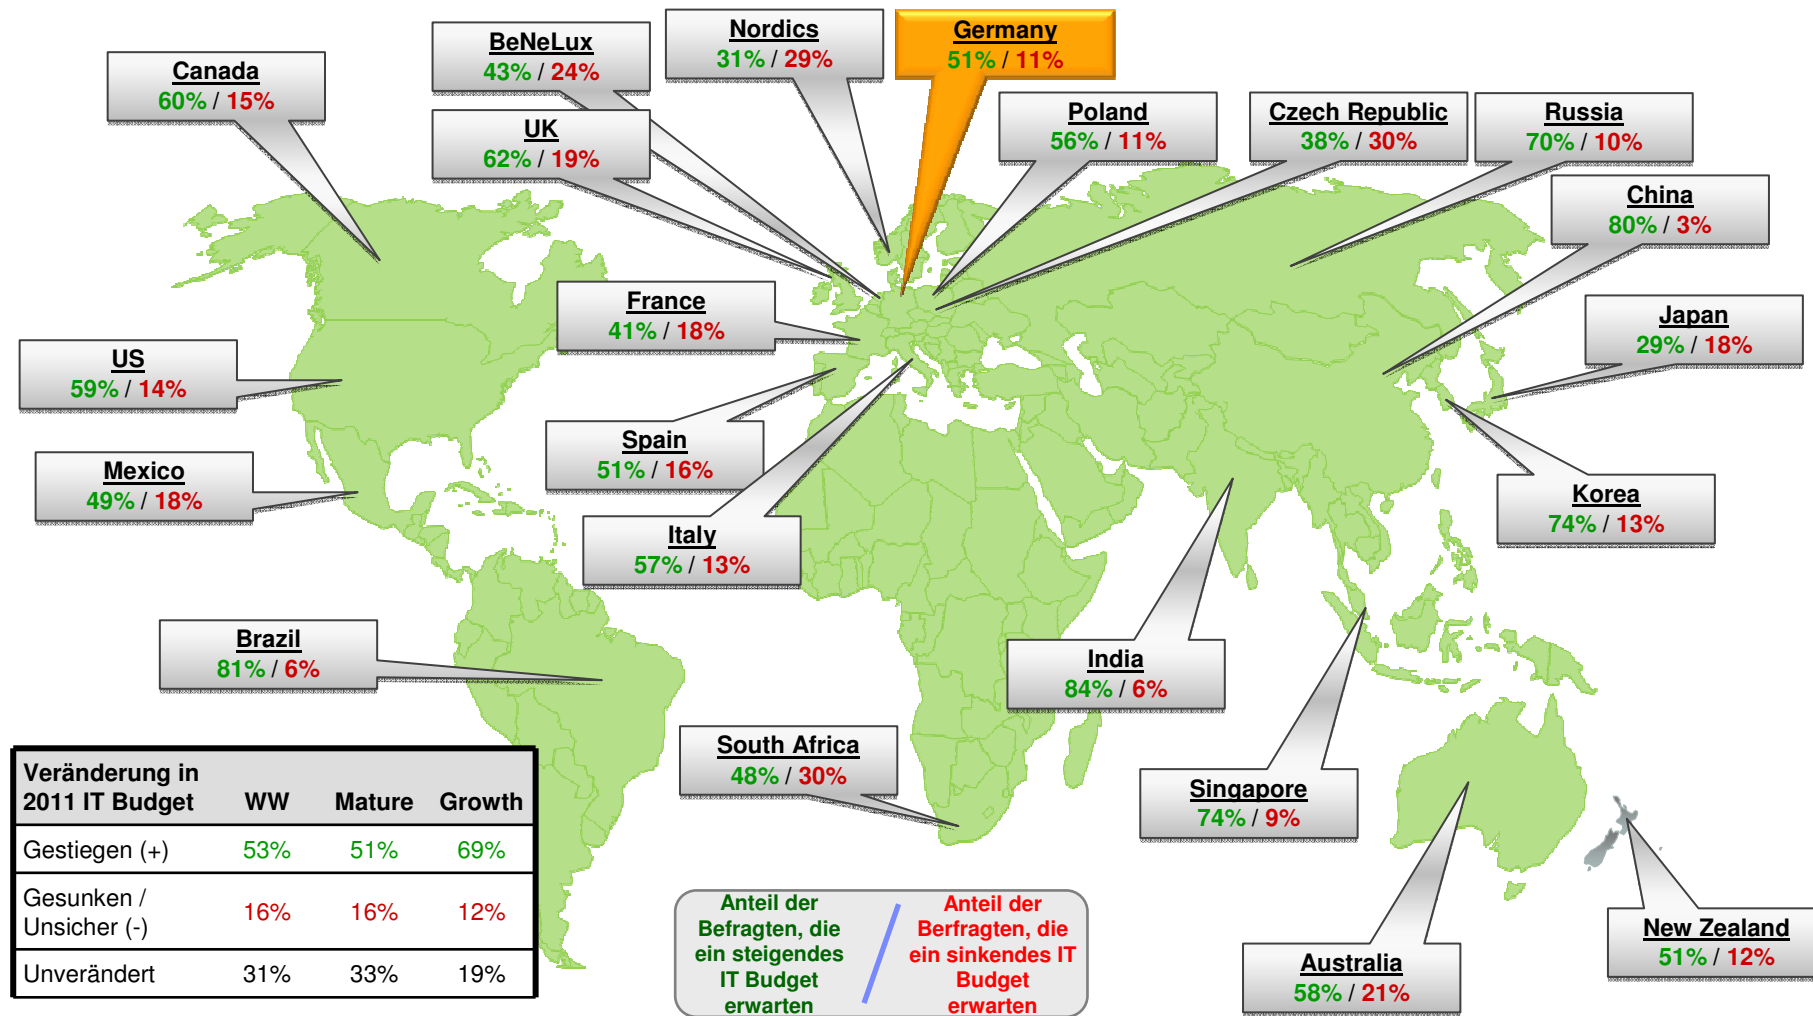 Nordics
31% / 29%
Germany
51% / 11%
BeNeLux
43% / 24%
Canada
60% / 15%
UK
62% / 19%
Poland
56% / 11%
Czech Republic
38% / 30%
Russia
70% / 10%
China
80% / 3%
France
41% / 18%
Japan
29% / 18%
US
59% / 14%
Spain
51% / 16%
Mexico
49% / 18%
Korea
74% / 13%
Italy
57% / 13%
Brazil
81% / 6%
India
84% / 6%
South Africa
48% / 30%
Singapore
74% / 9%
New Zealand
51% / 12%
Australia
58% / 21%
Veränderung in
2011 IT Budget WW Mature Growth
Gestiegen (+) 53% 51% 69%
Gesunken /
Unsicher (-) 16% 16% 12%
Unverändert 31% 33% 19%
Anteil der
Befragten, die
ein steigendes
IT Budget
erwarten
/
Anteil der
Berfragten, die
ein sinkendes IT
Budget
erwarten